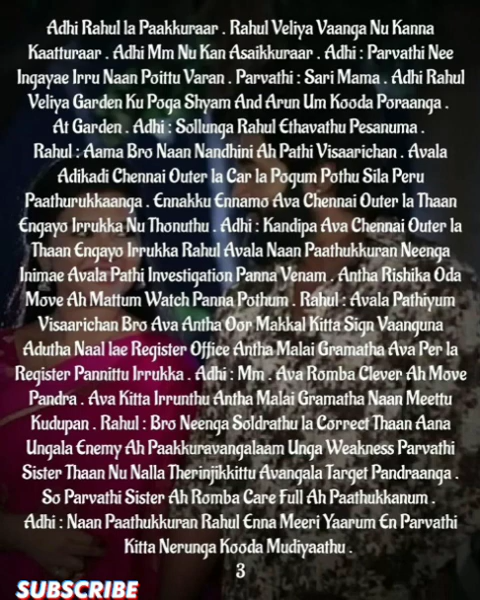 Adhi Rahul la Paakkuraar . Rahul Veliya Vaanga Nu Kanna
Kaatturaar . Adhi Mm Nu Kan Asaikkuraar . Adhi : Parvathi Nee
Ingayae Irru Naan Poittu Varan . Parvathi : Sari Mama . Adhi Rahul
Veliya Garden Ku Poga Shyam And Arun Um Kooda Poraanga .
At Garden . Adhi : Sollunga Rahul Ethavathu Pesanuma .
Rahul : Aama Bro Naan Nandhini Ah Pathi Visaarichan . Avala
Adikadi Chennai Outer la Car la Pogum Pothu Sila Peru
Paathurukkaanga . Ennakku Ennamo Ava Chennai Outer la Thaan
Engayo Irrukka Nu Thonuthu . Adhi : Kandipa Ava Chennai Outer la
Thaan Engayo Irrukka Rahul Avala Naan Paathukkuran Neenga
Inimae Avala Pathi Investigation Panna Venam . Antha Rishika Oda
Move Ah Mattum Watch Panna Pothum . Rahul : Avala Pathiyum
Visaarichan Bro Ava Antha Oor Makkal Kitta Sign Vaanguna
Adutha Naal lae Register Office Antha Malai Gramatha Ava Per la
Register Pannittu Irrukka . Adhi : Mm . Ava Romba Clever Ah Move
Pandra . Ava Kitta Irrunthu Antha Malai Gramatha Naan Meettu
Kudupan . Rahul : Bro Neenga Soldrathu la Correct Thaan Aana
Ungala Enemy Ah Paakkuravangalaam Unga Weakness Parvathi
Sister Thaan Nu Nalla Therinjikkittu Avangala Target Pandraanga .
So Parvathi Sister Ah Romba Care Full Ah Paathukkanum .
Adhi : Naan Paathukkuran Rahul Enna Meeri Yaarum En Parvathi
Kitta Nerunga Kooda Mudiyaathu .
3
SUBSCRIBE